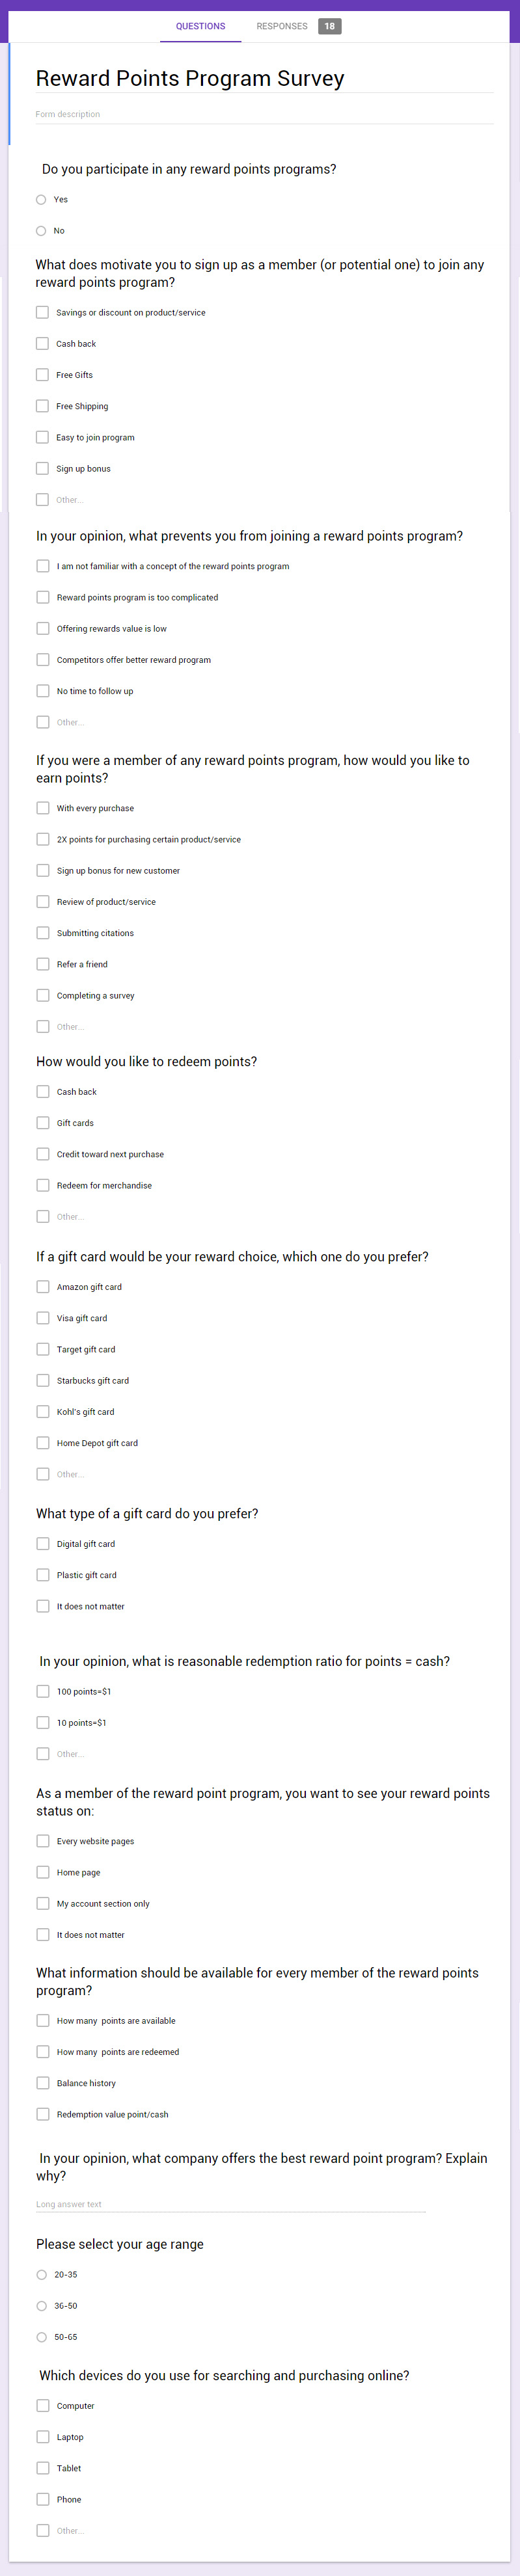 QUESTIONS RESPONSES 18
Reward Points Program Survey
Form description
Do you participate in any reward points programs?
Yes
No
What does motivate you to sign up as a member (or potential one) to join any
reward points program?
Savings or discount on product/service
Cash back
Free Gifts
Free Shipping
Easy to join program
Sign up bonus
Other...
In your opinion, what prevents you from joining a reward points program?
I am not familiar with a concept of the reward points program
Reward points program is too complicated
Offering rewards value is low
Competitors offer better reward program
No time to follow up
Other...
If you were a member of any reward points program, how would you like to
earn points?
With every purchase
2X points for purchasing certain product/service
Sign up bonus for new customer
Review of product/service
Submitting citations
Refer a friend
Completing a survey
Other...
How would you like to redeem points?
Cash back
Gift cards
Credit toward next purchase
Redeem for merchandise
Other...
If a gift card would be your reward choice, which one do you prefer?
Amazon gift card
Visa gift card
Target gift card
Starbucks gift card
Kohl's gift card
Home Depot gift card
Other...
What type of a gift card do you prefer?
Digital gift card
Plastic gift card
It does not matter
In your opinion, what is reasonable redemption ratio for points = cash?
100 points=$1
10 points=$1
Other...
As a member of the reward point program, you want to see your reward points
status on:
Every website pages
Home page
My account section only
It does not matter
What information should be available for every member of the reward points
program?
How many points are available
How many points are redeemed
Balance history
Redemption value point/cash
In your opinion, what company offers the best reward point program? Explain
why?
Long answer text
Please select your age range
20-35
36-50
50-65
Which devices do you use for searching and purchasing online?
Computer
Laptop
Tablet
Phone
Other...